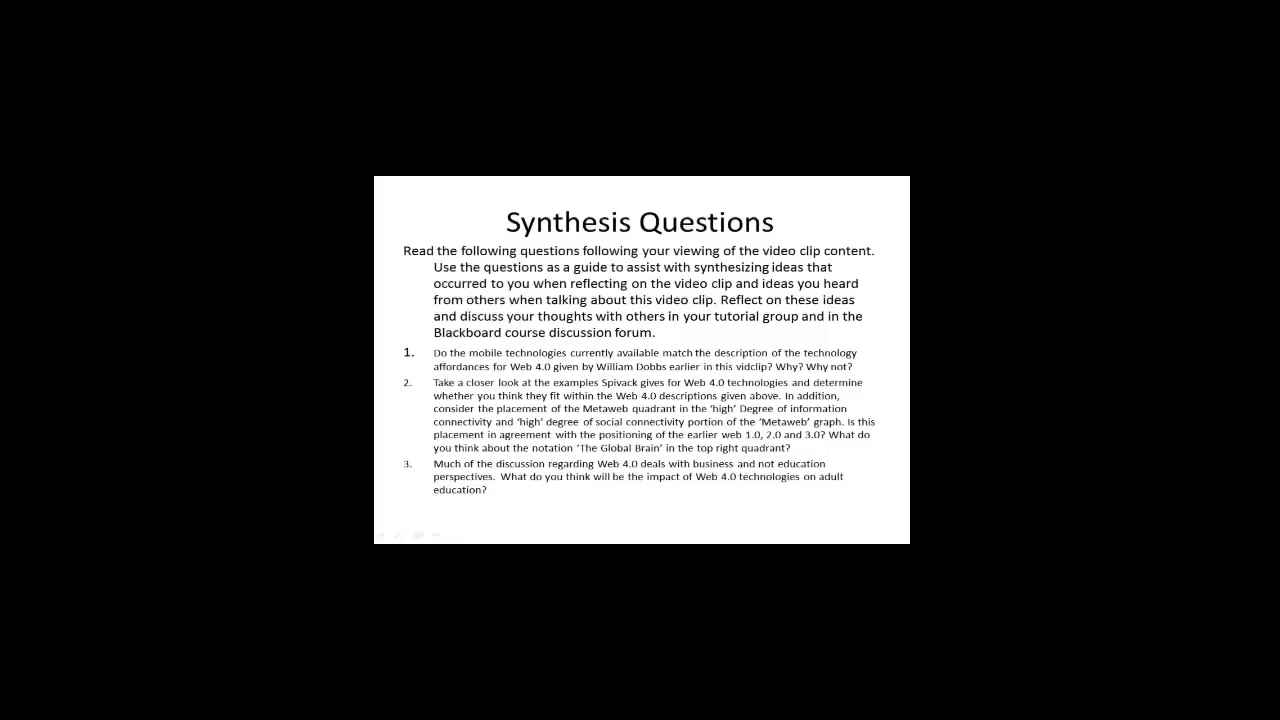 Synthesis Questions
Read the following questions following your viewing of the video clip content.
Use the questions as a guide to assist with synthesizing ideas that
occurred to you when reflecting on the video clip and ideas you heard
from others when talking about this video clip. Reflect on these ideas
and discuss your thoughts with others in your tutorial group and in the
Blackboard course discussion forum.
1. Do the mobile technologies currently available match the description of the technology
affordances for Web 4.0 given by William Dobbs earlier in this vidclip? Why? Why not?
2. Take a closer look at the examples Spivack gives for Web 4.0 technologies and determine
whether you think they fit within the Web 4.0 descriptions given above. In addition,
consider the placement of the Metaweb quadrant in the ‘high’ Degree of information
connectivity and ‘high’ degree of social connectivity portion of the ‘Metaweb’ graph. Is this
placement in agreement with the positioning of the earlier web 1.0, 2.0 and 3.0? What do
you think about the notation ‘The Global Brain’ in the top right quadrant?
3. Much of the discussion regarding Web 4.0 deals with business and not education
perspectives. What do you think will be the impact of Web 4.0 technologies on adult
education?